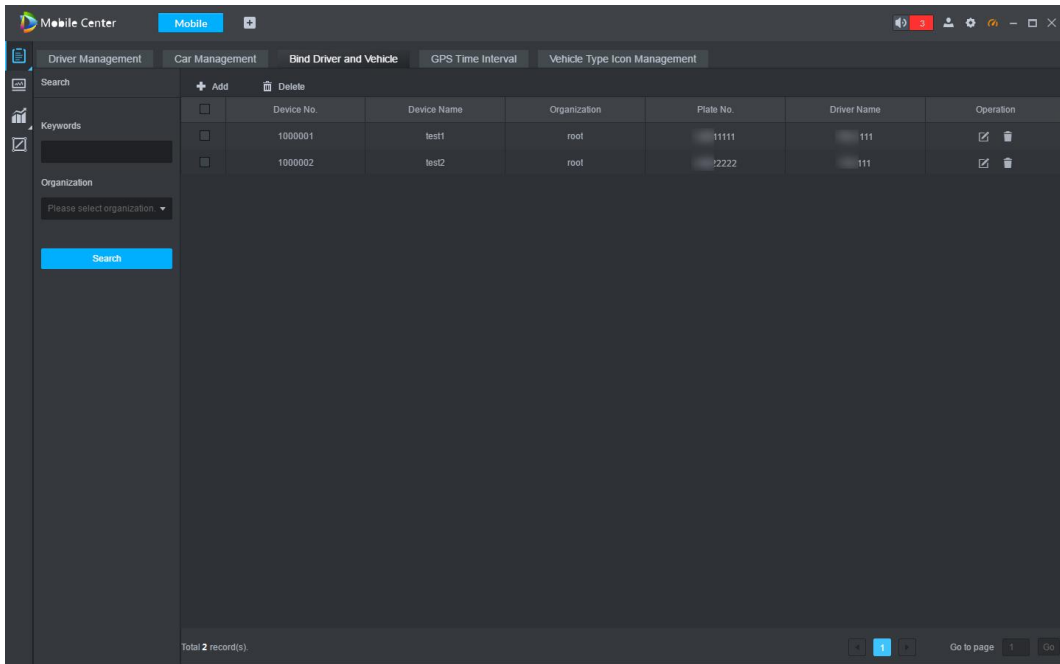 Mobile Center Mobile 3
Driver Management Car Management Bind Driver and Vehicle GPS Time Interval Vehicle Type Icon Management
Search
Add Delete
Device No. Device Name Organization Plate No. Driver Name Operation
1000001 test1 root 11111 111
1000002 test2 root 22222 111
Keywords
Organization
Please select organization.
Search
Total 2 record(s).
1 Go to page 1 Go